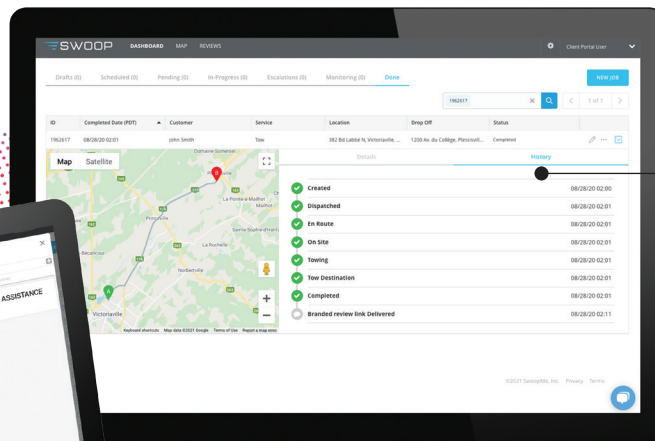 SWOOP DASHBOARD MAP REVIEWS Client Portal User
Drafts (0) Scheduled (0) Pending (0) In-Progress (0) Escalations (0) Monitoring (0) Done NEW JOB
1962617 1 of 1
ID Completed Date (PDT) Customer Service Location Drop Off Status
1962617 08/28/20 02:01 John Smith Tow 382 Bd Labbé N, Victoriaville, ... 1200 Av. du Collège, Plessisvill... Completed
Map Satellite
Details History
Created 08/28/20 02:00
Dispatched 08/28/20 02:01
En Route 08/28/20 02:01
On Site 08/28/20 02:01
Towing 08/28/20 02:01
Tow Destination 08/28/20 02:01
Completed 08/28/20 02:01
Branded review link Delivered 08/28/20 02:11
B
La Pointe-à-Maillot
Maillot
Princeville
La Rochelle
Norbertville
A
Victoriaville
Keyboard shortcuts Map data ©2021 Google Terms of Use Report a map error
ASSISTANCE
©2021 SwoopMe, Inc. Privacy Terms